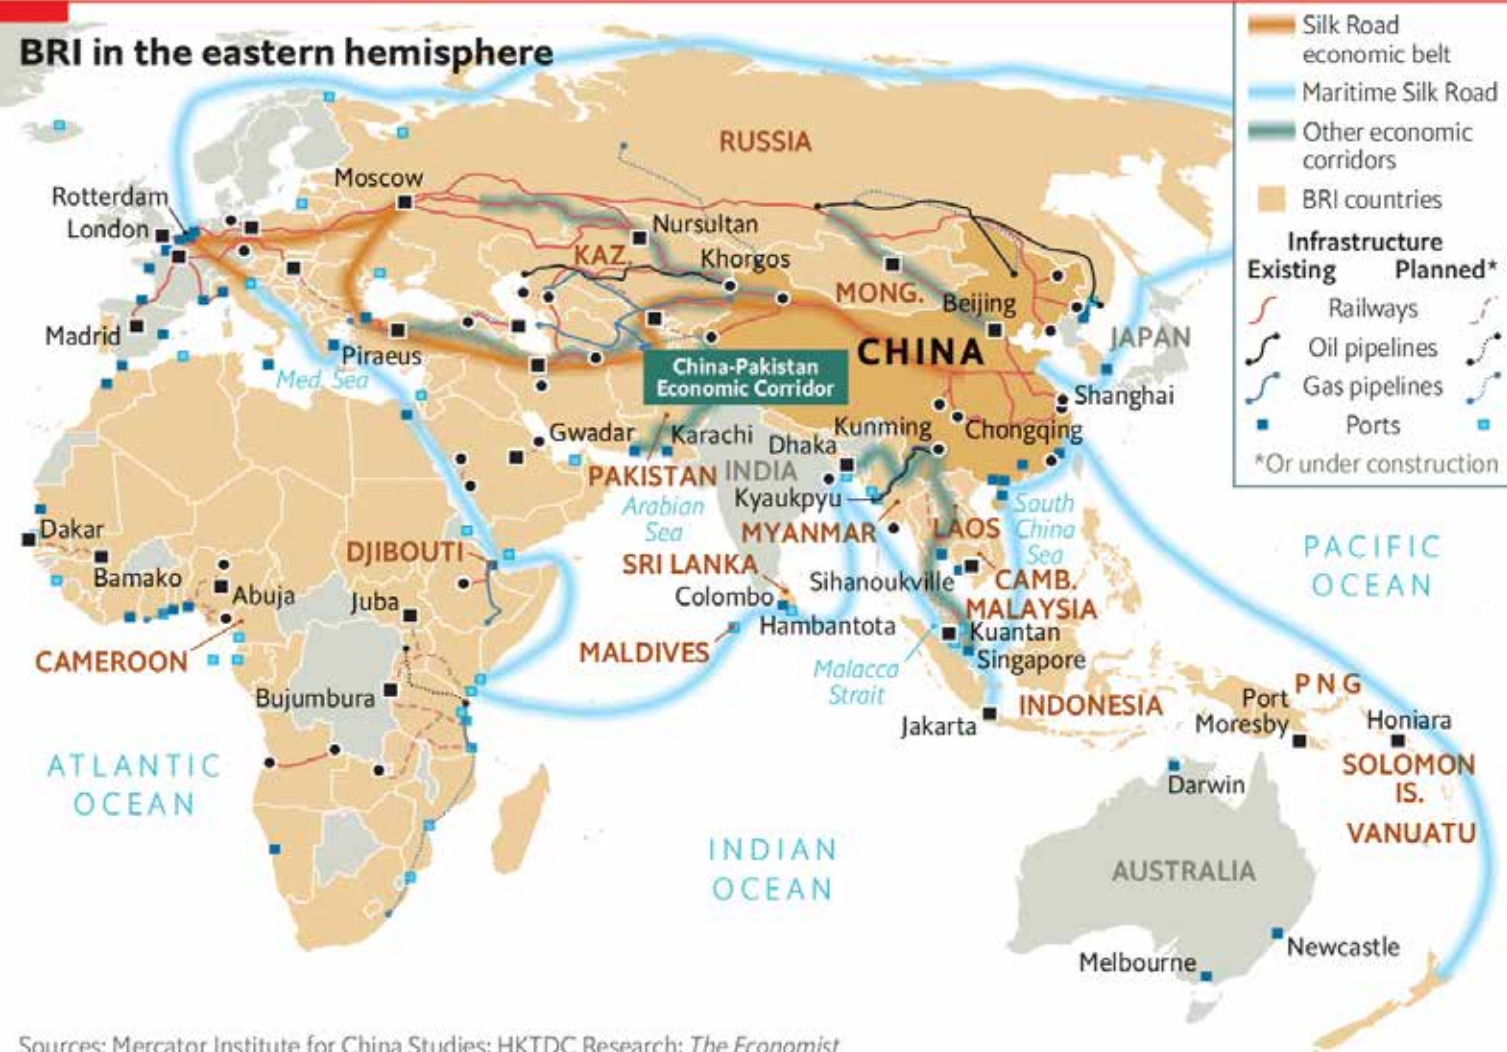 BRI in the eastern hemisphere
Silk Road
economic belt
Maritime Silk Road
Other economic
corridors
BRI countries
Infrastructure
Existing Planned*
Railways
Oil pipelines
Gas pipelines
Ports
*Or under construction
RUSSIA
Moscow
Rotterdam
London
Nursultan
KAZ.
Khorgos
MONG.
Beijing
Madrid
Piraeus
CHINA
JAPAN
Med. Sea
China-Pakistan
Economic Corridor
Shanghai
Gwadar
Karachi
Dhaka
Kunming
Chongqing
PAKISTAN
INDIA
Arabian
Sea
Kyaukpyu
South
China
Sea
MYANMAR
LAOS
Dakar
DJIBOUTI
SRI LANKA
PACIFIC
OCEAN
Bamako
Abuja
Juba
Colombo
Sihanoukville
CAMB.
MALAYSIA
Hambantota
Kuantan
CAMEROON
MALDIVES
Malacca
Strait
Singapore
Bujumbura
Jakarta
INDONESIA
Port
Moresby
PNG
Honiara
ATLANTIC
OCEAN
SOLOMON
IS.
Darwin
VANUATU
INDIAN
OCEAN
AUSTRALIA
Newcastle
Melbourne
Sources: Mercator Institute for China Studies; HKTDC Research; The Economist